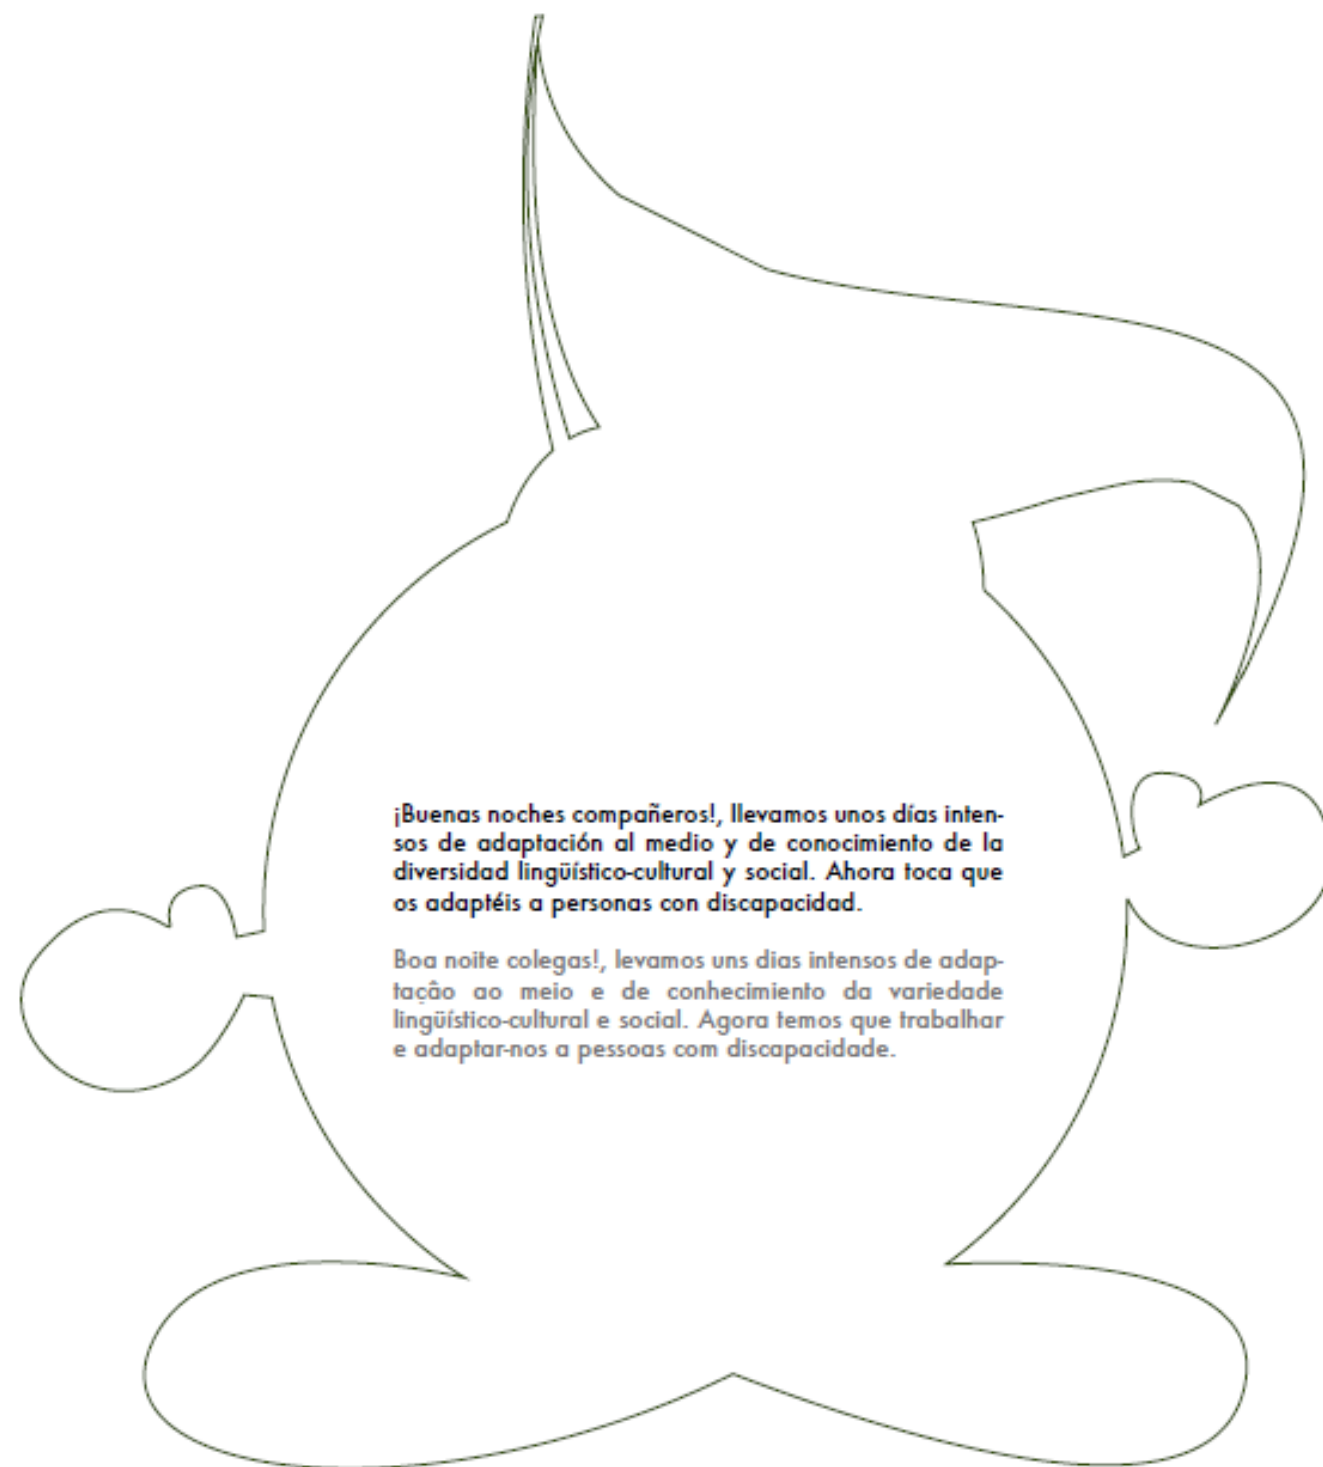 ¡Buenas noches compañeros!, llevamos unos días inten-
sos de adaptación al medio y de conocimiento de la
diversidad lingüístico-cultural y social. Ahora toca que
os adaptéis a personas con discapacidad.
Boa noite colegas!, levamos uns dias intensos de adap-
tação ao meio e de conhecimiento da variedade
lingüístico-cultural e social. Agora temos que trabalhar
e adaptar-nos a pessoas com discapacidade.